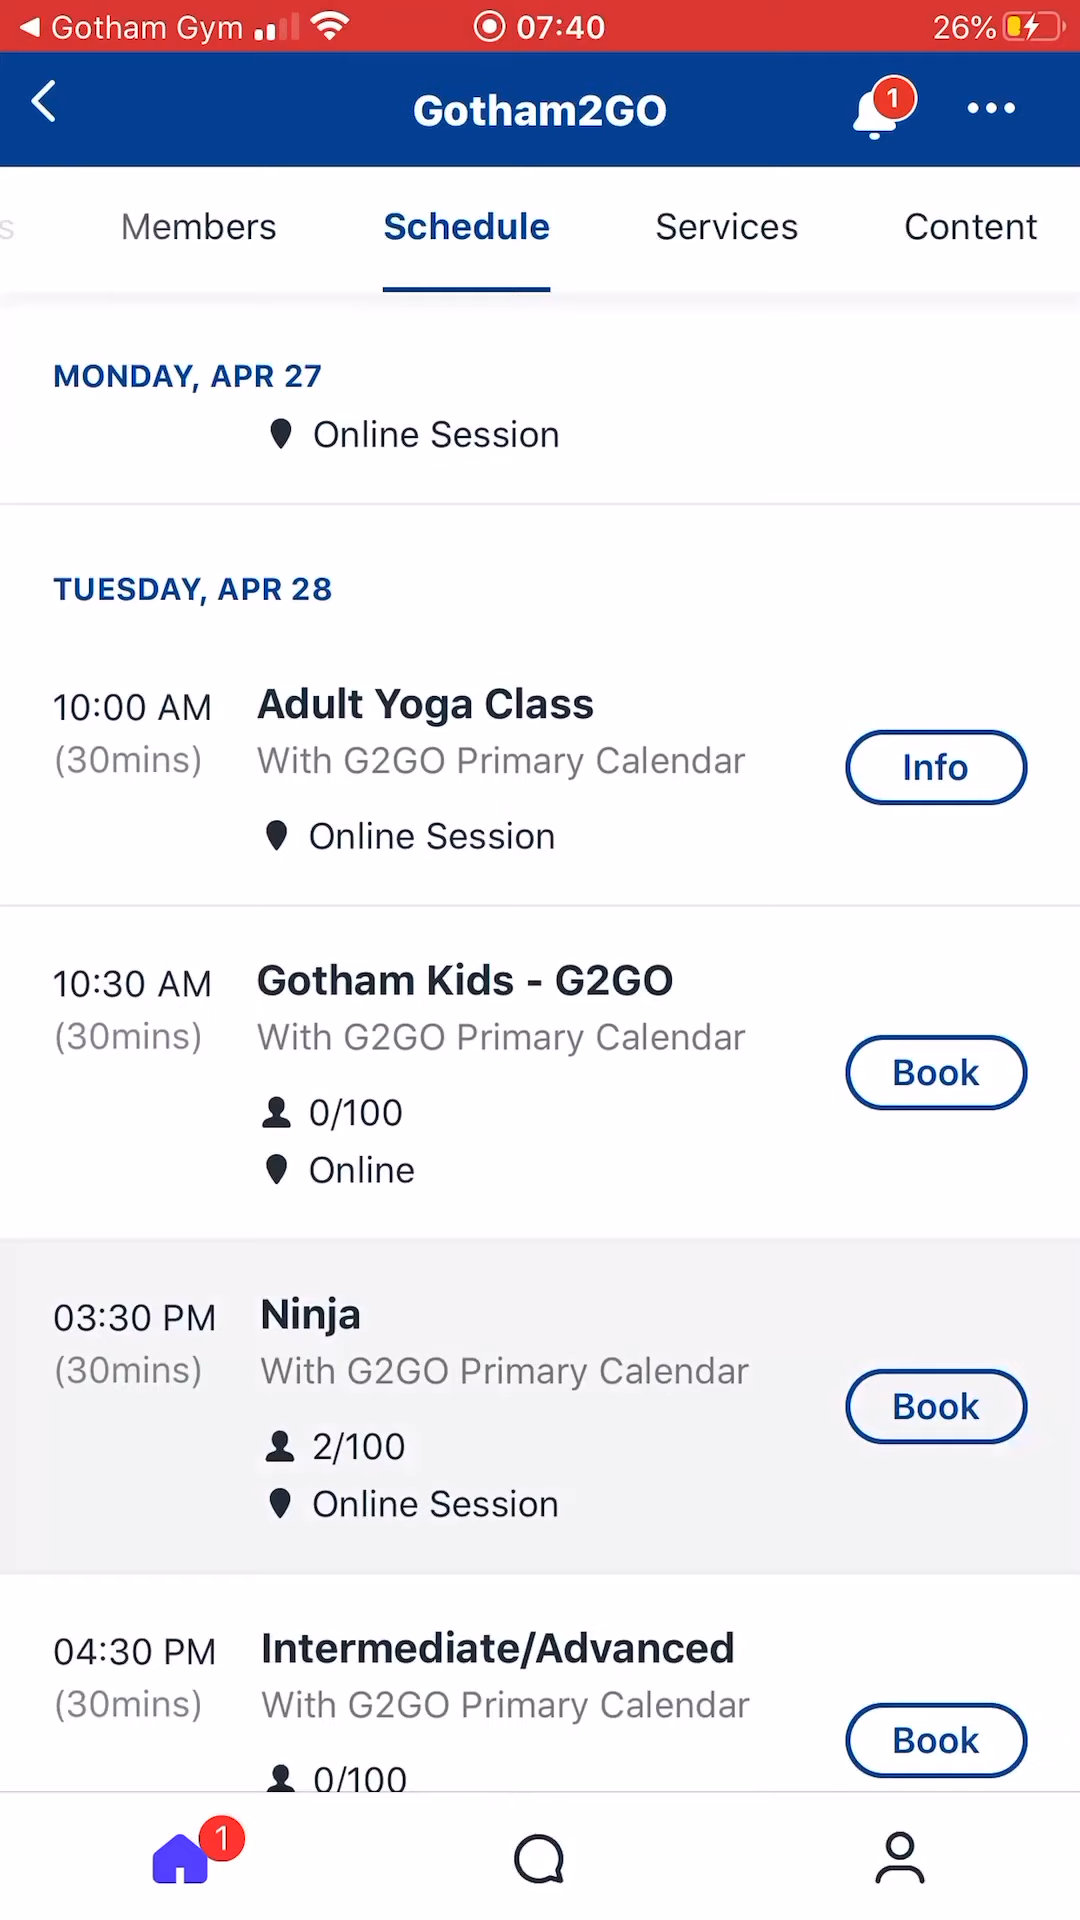 Gotham Gym 07:40 26%
Gotham2GO 1
s Members Schedule Services Content
MONDAY, APR 27
Online Session
TUESDAY, APR 28
10:00 AM Adult Yoga Class
(30mins) With G2GO Primary Calendar
Info
Online Session
10:30 AM Gotham Kids - G2GO
(30mins) With G2GO Primary Calendar
Book
0/100
Online
03:30 PM Ninja
(30mins) With G2GO Primary Calendar
Book
2/100
Online Session
04:30 PM Intermediate/Advanced
(30mins) With G2GO Primary Calendar
Book
0/100
1